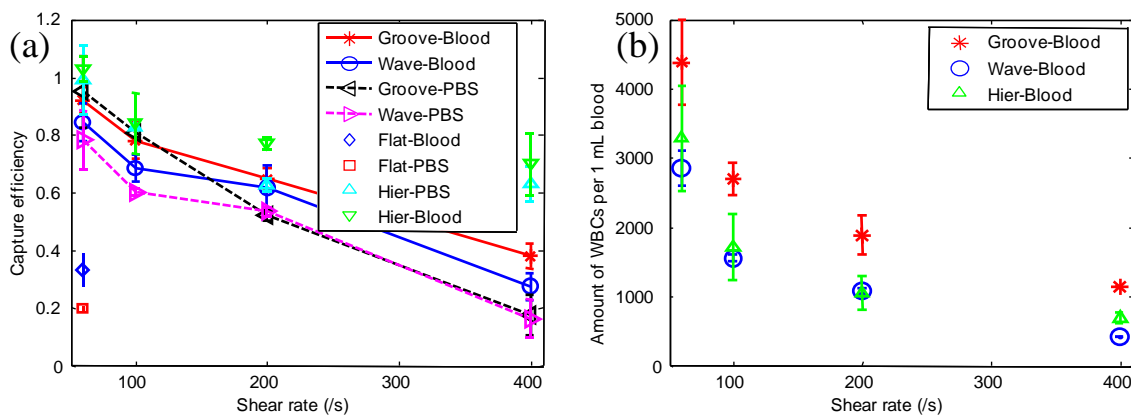 (a)
Capture efficiency
1.2
1
0.8
0.6
0.4
0.2
0
100
200
300
400
Shear rate (/s)
Groove-Blood
Wave-Blood
Groove-PBS
Wave-PBS
Flat-Blood
Flat-PBS
Hier-PBS
Hier-Blood
(b)
Amount of WBCs per 1 mL blood
5000
4000
3000
2000
1000
0
100
200
300
400
Shear rate (/s)
Groove-Blood
Wave-Blood
Hier-Blood